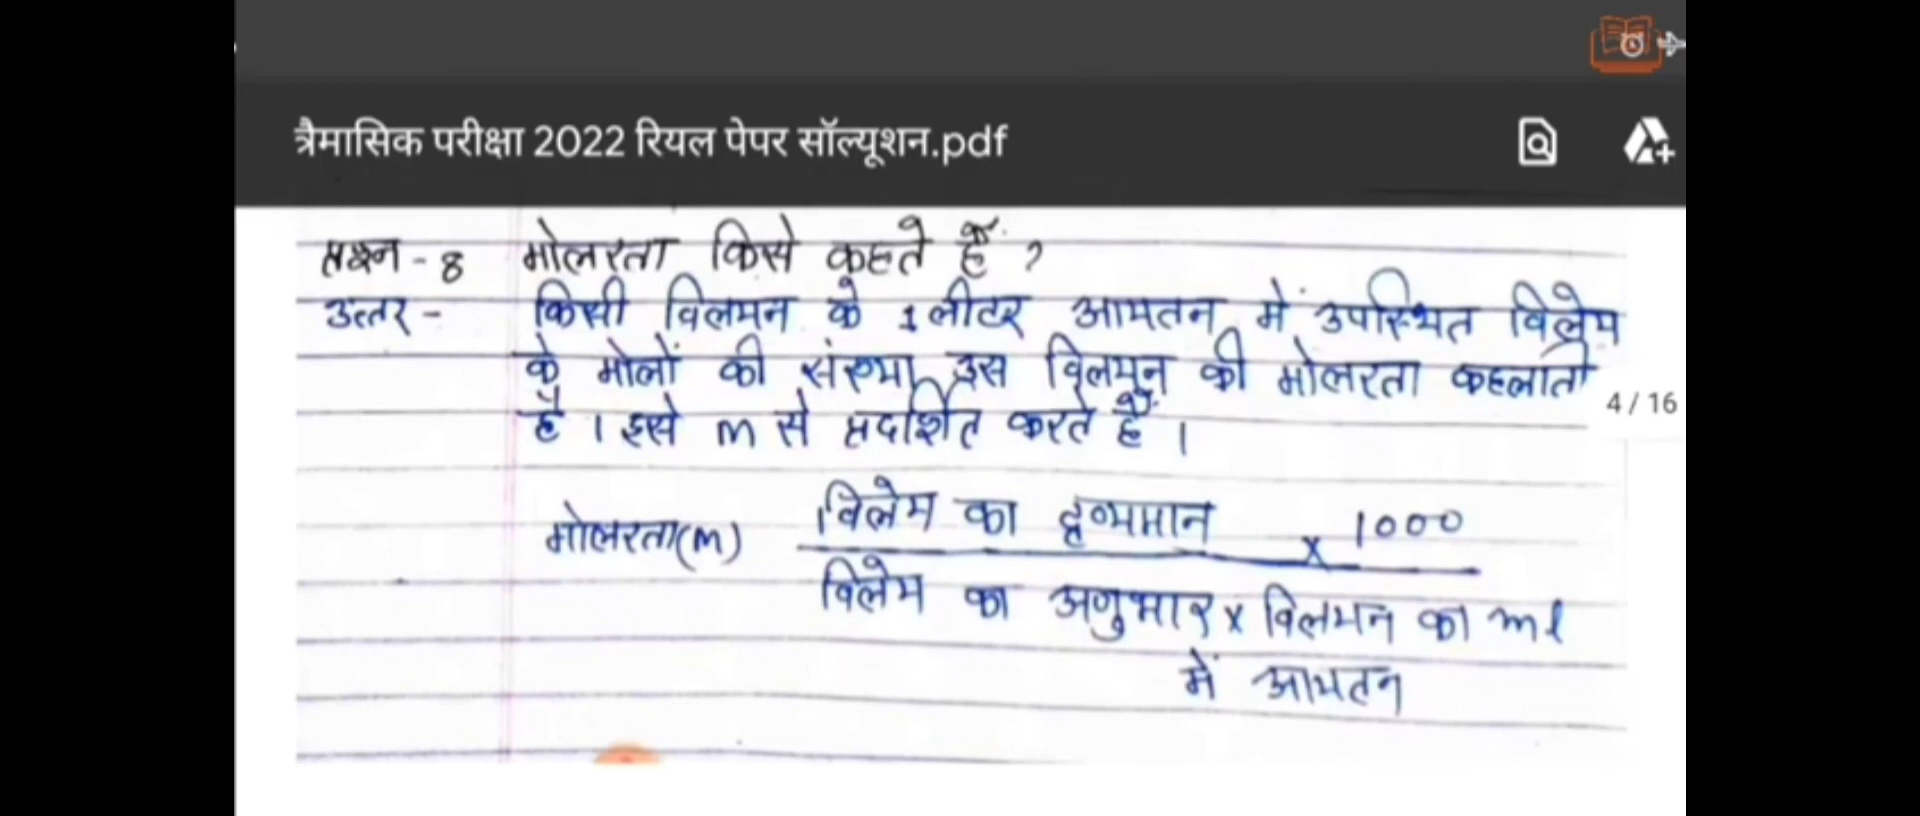 त्रैमासिक परीक्षा 2022 रियल पेपर सॉल्यूशन.pdf
प्रश्न - 8 मोलरता किसे कहते हैं ?
उत्तर - किसी विलयन के 1 लीटर आयतन में उपस्थित विलेय
के मोलों की संख्या उस विलयन की मोलरता कहलाती
है । इसे m से प्रदर्शित करते हैं ।
4 / 16
मोलरता(m) विलेय का द्रव्यमान x 1000
विलेय का अणुभार x विलयन का ml
में आयतन